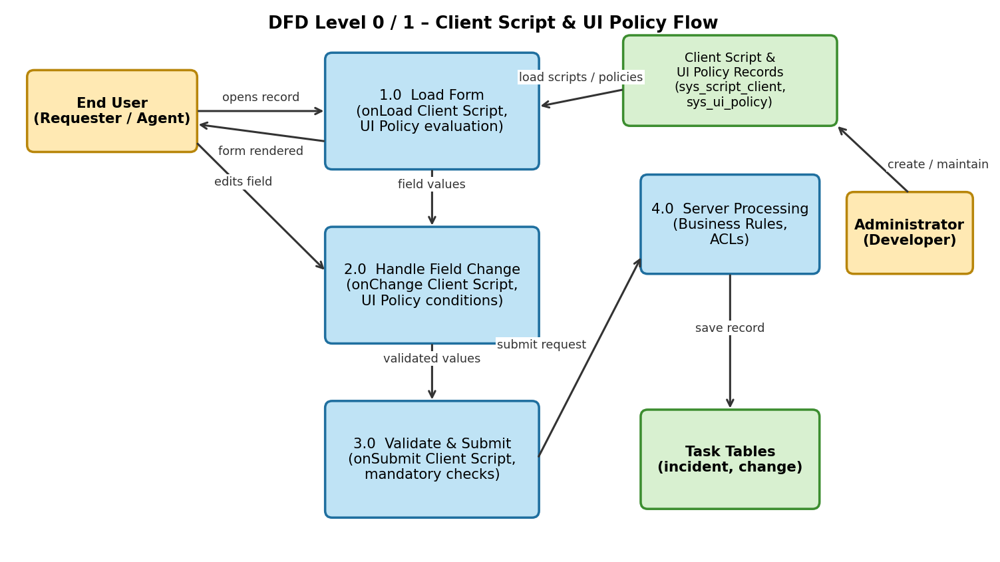 DFD Level 0 / 1 – Client Script & UI Policy Flow
End User
(Requester / Agent)
opens record
form rendered
edits field
1.0  Load Form
(onLoad Client Script,
UI Policy evaluation)
load scripts / policies
Client Script &
UI Policy Records
(sys_script_client,
sys_ui_policy)
create / maintain
Administrator
(Developer)
field values
2.0  Handle Field Change
(onChange Client Script,
UI Policy conditions)
validated values
3.0  Validate & Submit
(onSubmit Client Script,
mandatory checks)
submit request
4.0  Server Processing
(Business Rules,
ACLs)
save record
Task Tables
(incident, change)